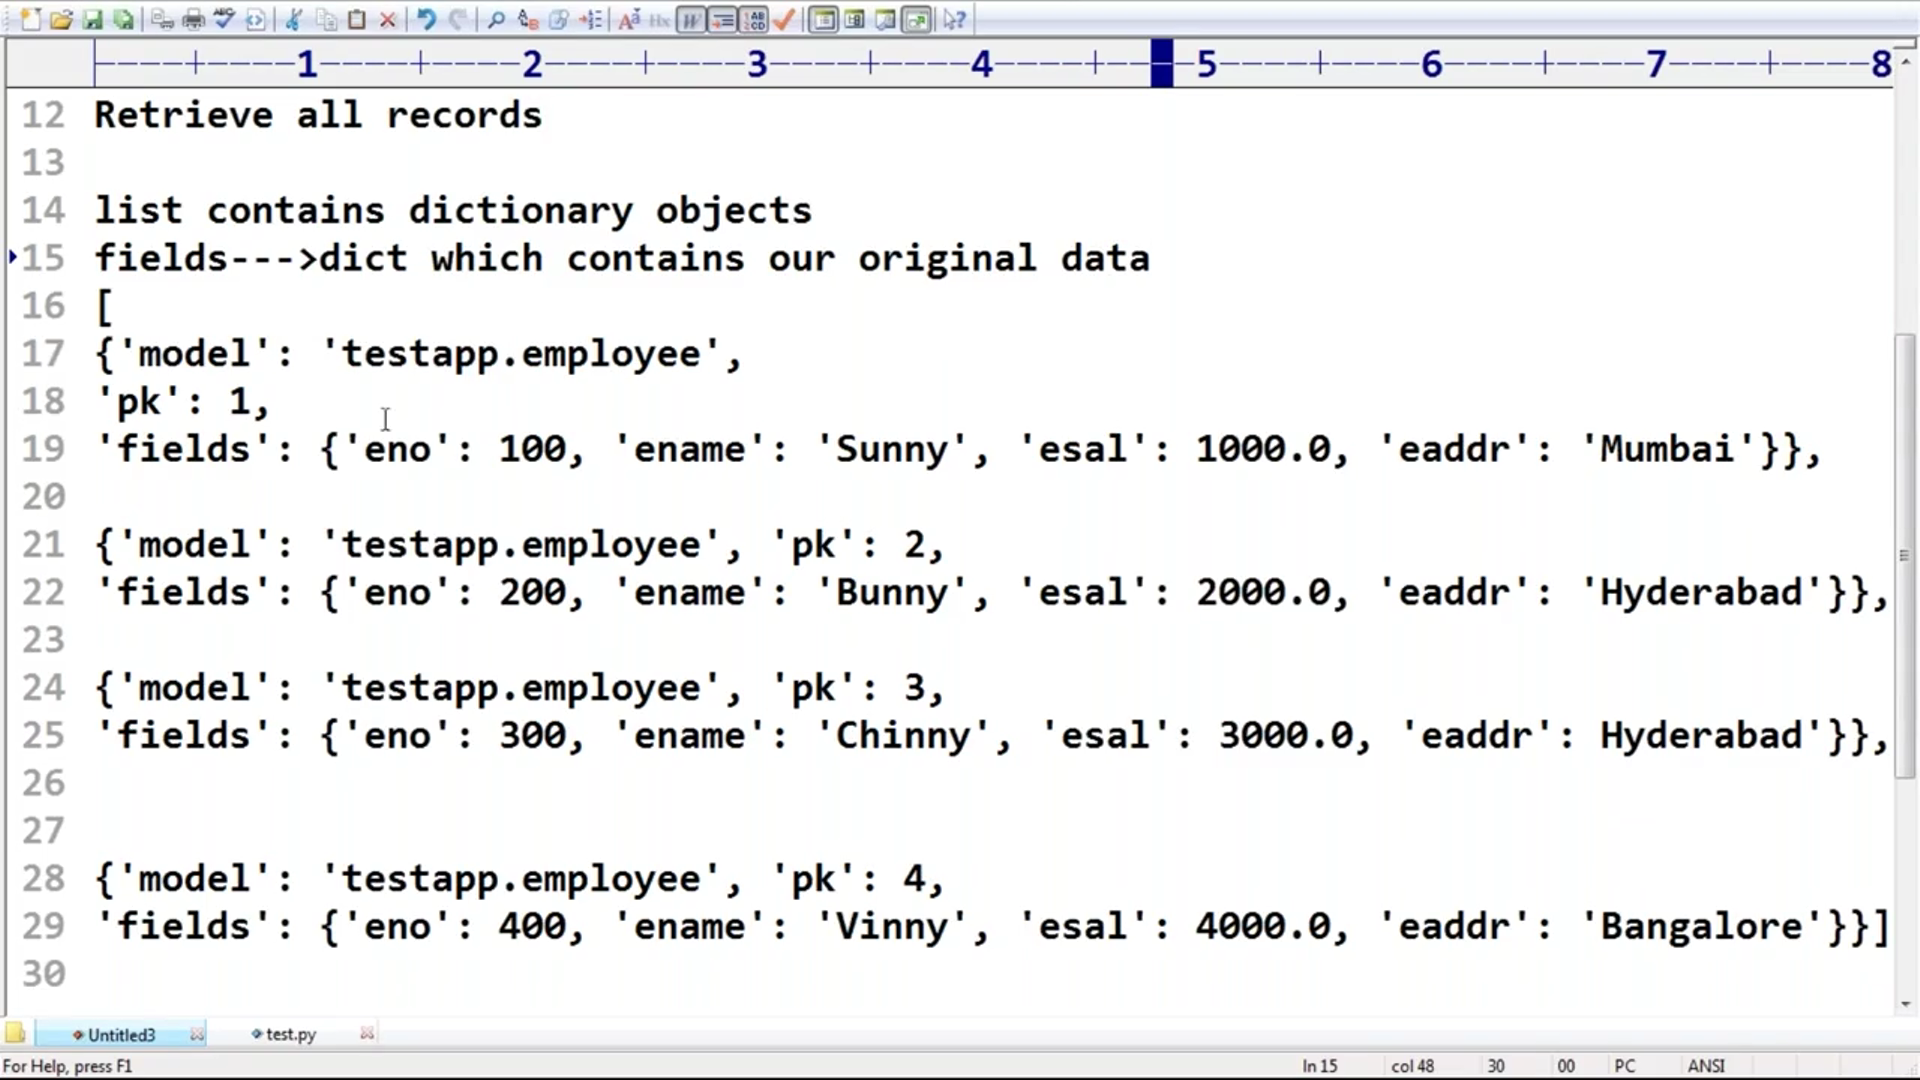 1 2 3 4 5 6 7 8
12 Retrieve all records
13
14 list contains dictionary objects
15 fields--->dict which contains our original data
16 [
17 {'model': 'testapp.employee',
18 'pk': 1,
19 'fields': {'eno': 100, 'ename': 'Sunny', 'esal': 1000.0, 'eaddr': 'Mumbai'}},
20
21 {'model': 'testapp.employee', 'pk': 2,
22 'fields': {'eno': 200, 'ename': 'Bunny', 'esal': 2000.0, 'eaddr': 'Hyderabad'}},
23
24 {'model': 'testapp.employee', 'pk': 3,
25 'fields': {'eno': 300, 'ename': 'Chinny', 'esal': 3000.0, 'eaddr': Hyderabad'}},
26
27
28 {'model': 'testapp.employee', 'pk': 4,
29 'fields': {'eno': 400, 'ename': 'Vinny', 'esal': 4000.0, 'eaddr': 'Bangalore'}}]
30
Untitled3 test.py
For Help, press F1 ln 15 col 48 30 00 PC ANSI